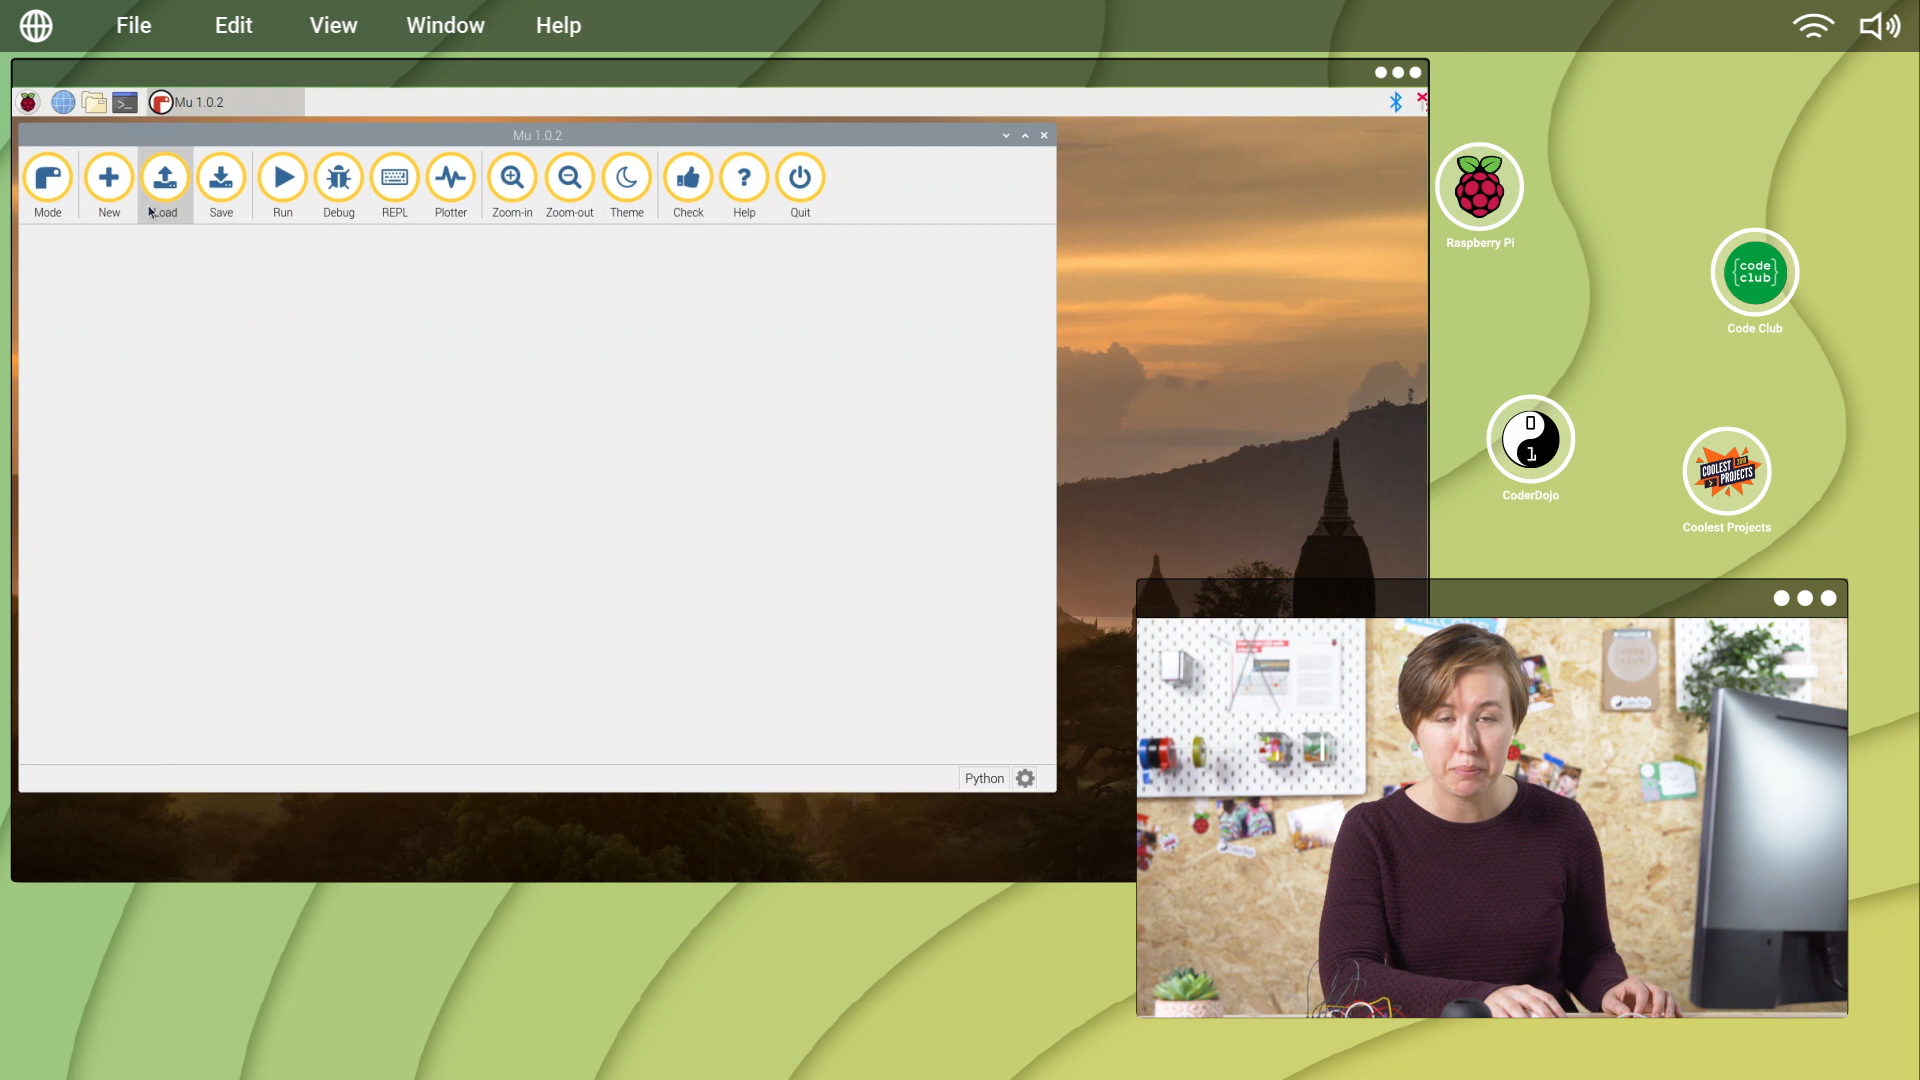 File Edit View Window Help
Mu 1.0.2
Mu 1.0.2
Mode New Load Save Run Debug REPL Plotter Zoom-in Zoom-out Theme Check Help Quit
Raspberry Pi
{code
club}
Code Club
0
1
CoderDojo
COOLEST
PROJECTS
Coolest Projects
Python